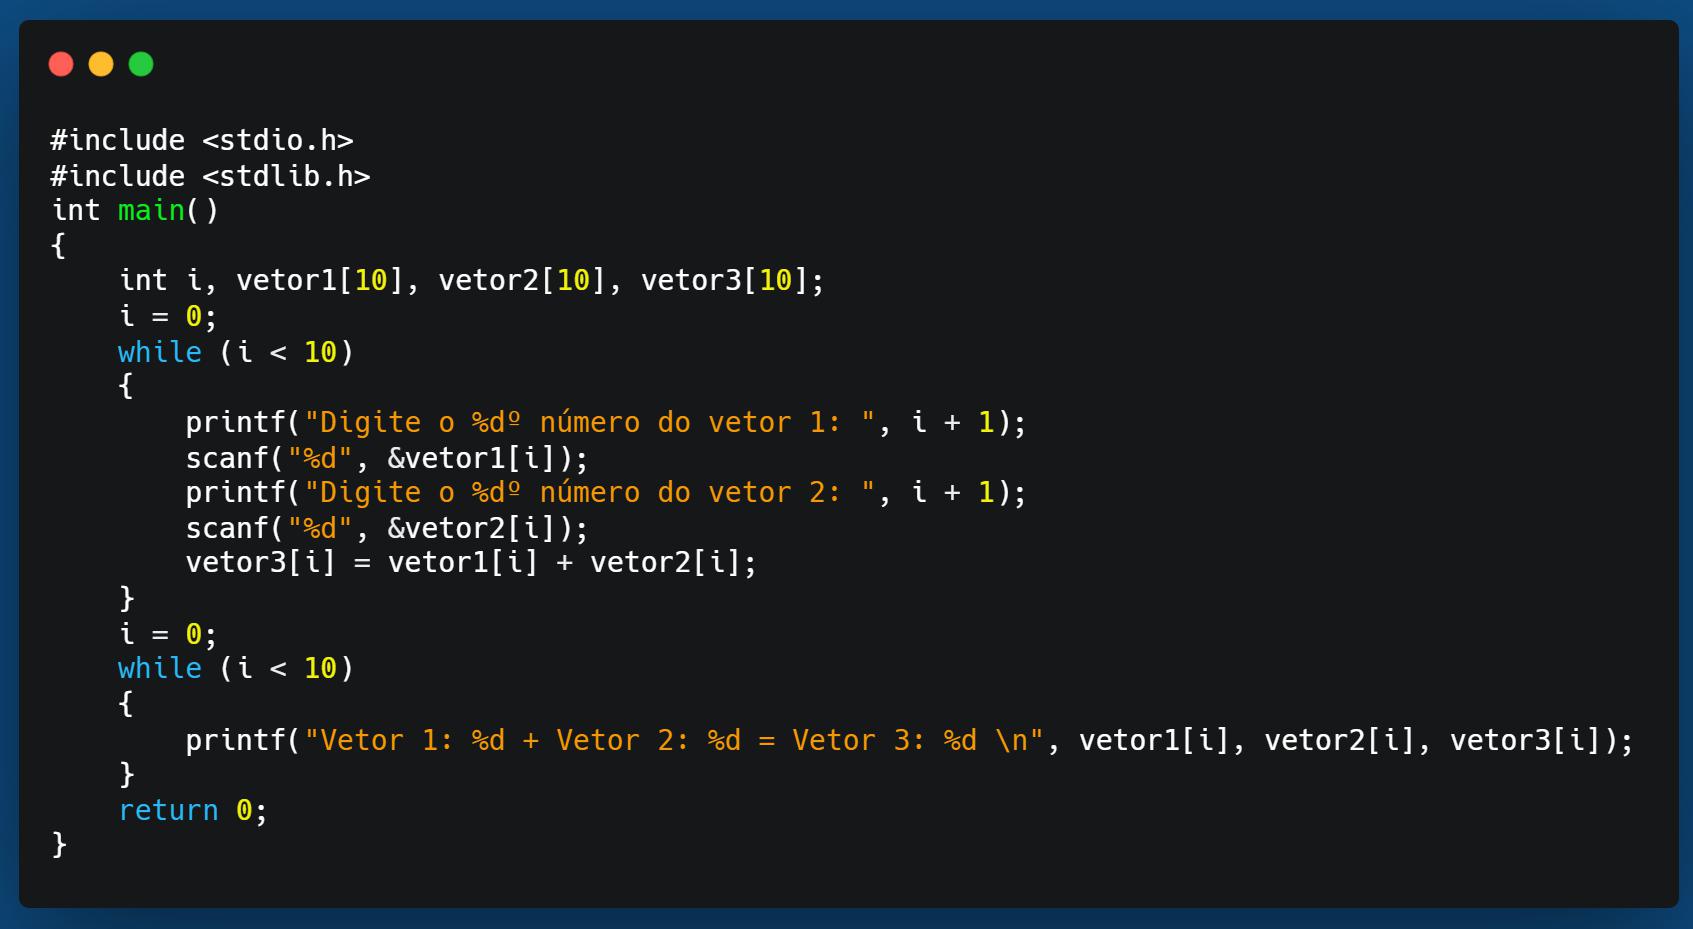 #include <stdio.h>
#include <stdlib.h>
int main()
{
    int i, vetor1[10], vetor2[10], vetor3[10];
    i = 0;
    while (i < 10)
    {
        printf("Digite o %dº número do vetor 1: ", i + 1);
        scanf("%d", &vetor1[i]);
        printf("Digite o %dº número do vetor 2: ", i + 1);
        scanf("%d", &vetor2[i]);
        vetor3[i] = vetor1[i] + vetor2[i];
    }
    i = 0;
    while (i < 10)
    {
        printf("Vetor 1: %d + Vetor 2: %d = Vetor 3: %d \n", vetor1[i], vetor2[i], vetor3[i]);
    }
    return 0;
}